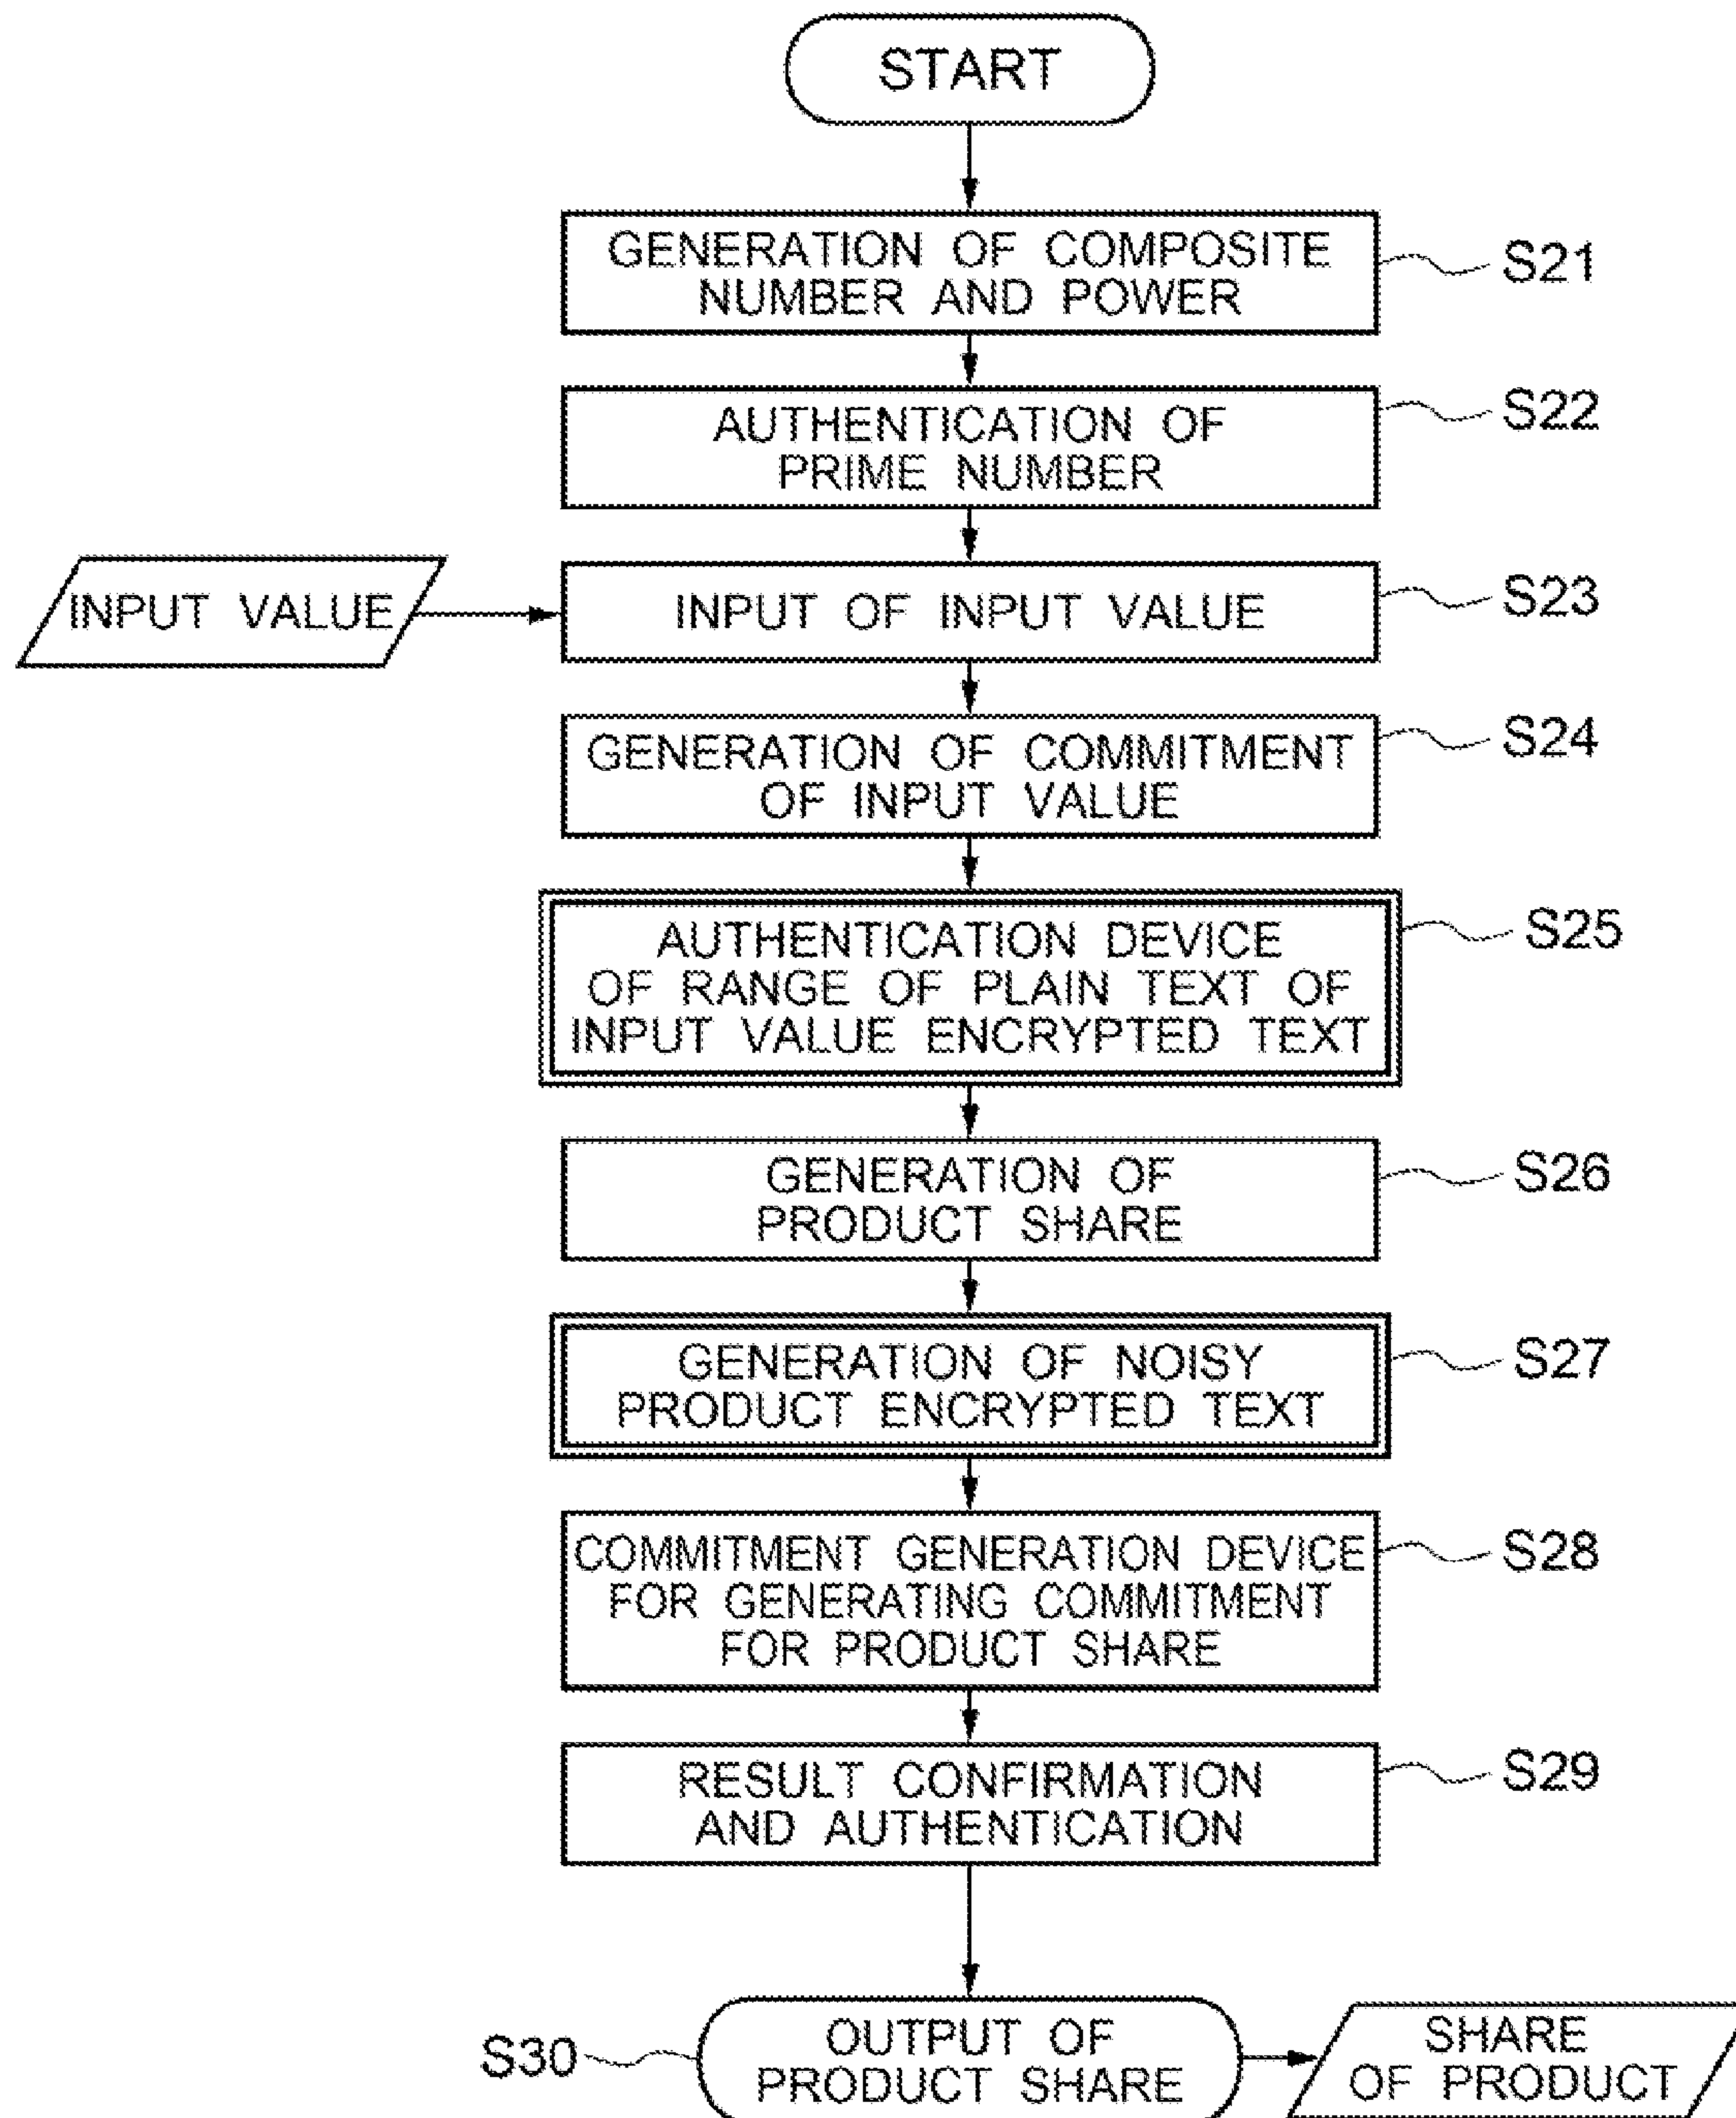 START
GENERATION OF COMPOSITE
NUMBER AND POWER
S21
AUTHENTICATION OF
PRIME NUMBER
S22
INPUT VALUE
INPUT OF INPUT VALUE
S23
GENERATION OF COMMITMENT
OF INPUT VALUE
S24
AUTHENTICATION DEVICE
OF RANGE OF PLAIN TEXT OF
INPUT VALUE ENCRYPTED TEXT
S25
GENERATION OF
PRODUCT SHARE
S26
GENERATION OF NOISY
PRODUCT ENCRYPTED TEXT
S27
COMMITMENT GENERATION DEVICE
FOR GENERATING COMMITMENT
FOR PRODUCT SHARE
S28
RESULT CONFIRMATION
AND AUTHENTICATION
S29
S30
OUTPUT OF
PRODUCT SHARE
SHARE
OF PRODUCT